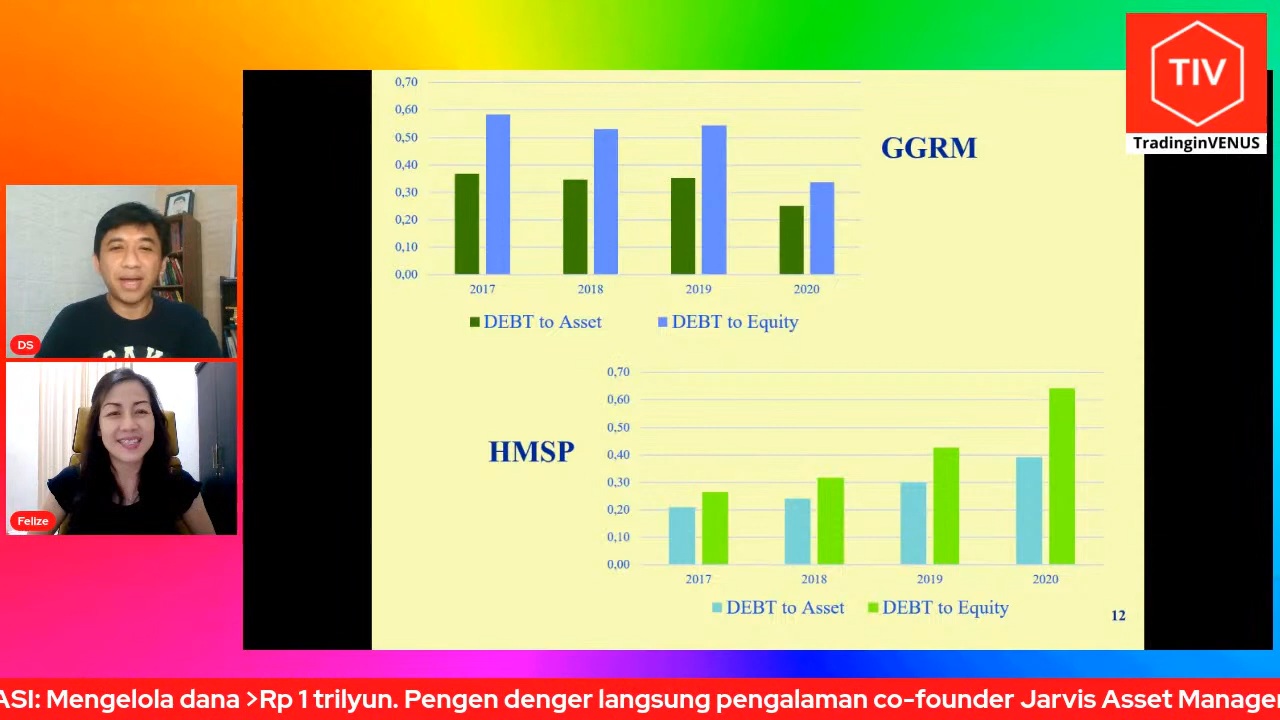 TIV
TradinginVENUS
0,70
0,60
0,50
0,40
0,30
0,20
0,10
0,00
2017 2018 2019 2020
DEBT to Asset DEBT to Equity
GGRM
DS
Felize
HMSP
0,70
0,60
0,50
0,40
0,30
0,20
0,10
0,00
2017 2018 2019 2020
DEBT to Asset DEBT to Equity
12
ASI: Mengelola dana >Rp 1 trilyun. Pengen denger langsung pengalaman co-founder Jarvis Asset Manage